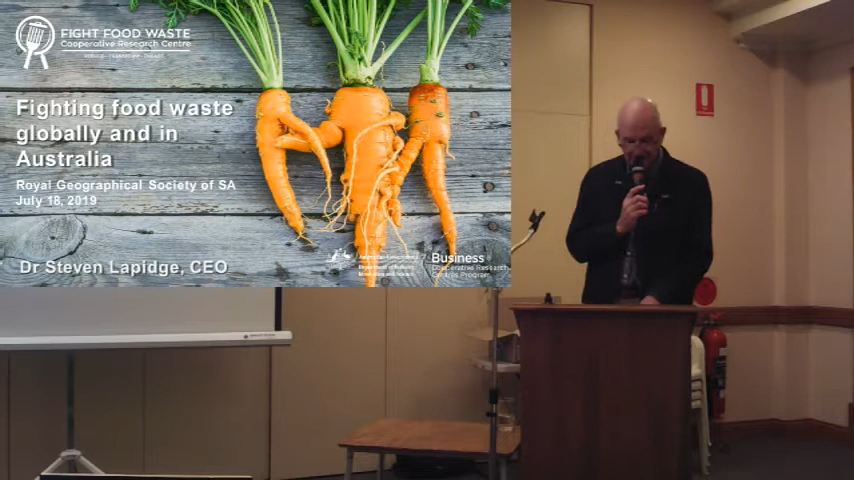 FIGHT FOOD WASTE
Cooperative Research Centre
Fighting food waste
globally and in
Australia
Royal Geographical Society of SA
July 18, 2019
Dr Steven Lapidge, CEO
Business
Cooperative Research
Centres Program